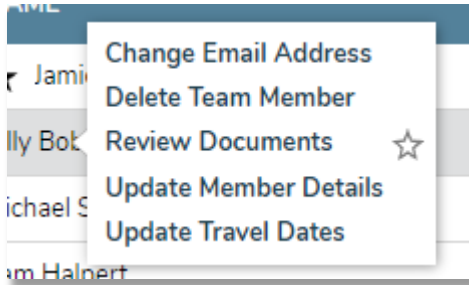 AME
Change Email Address
Jami
Delete Team Member
lly Bob
Review Documents
Update Member Details
ichael S
Update Travel Dates
am Halpert